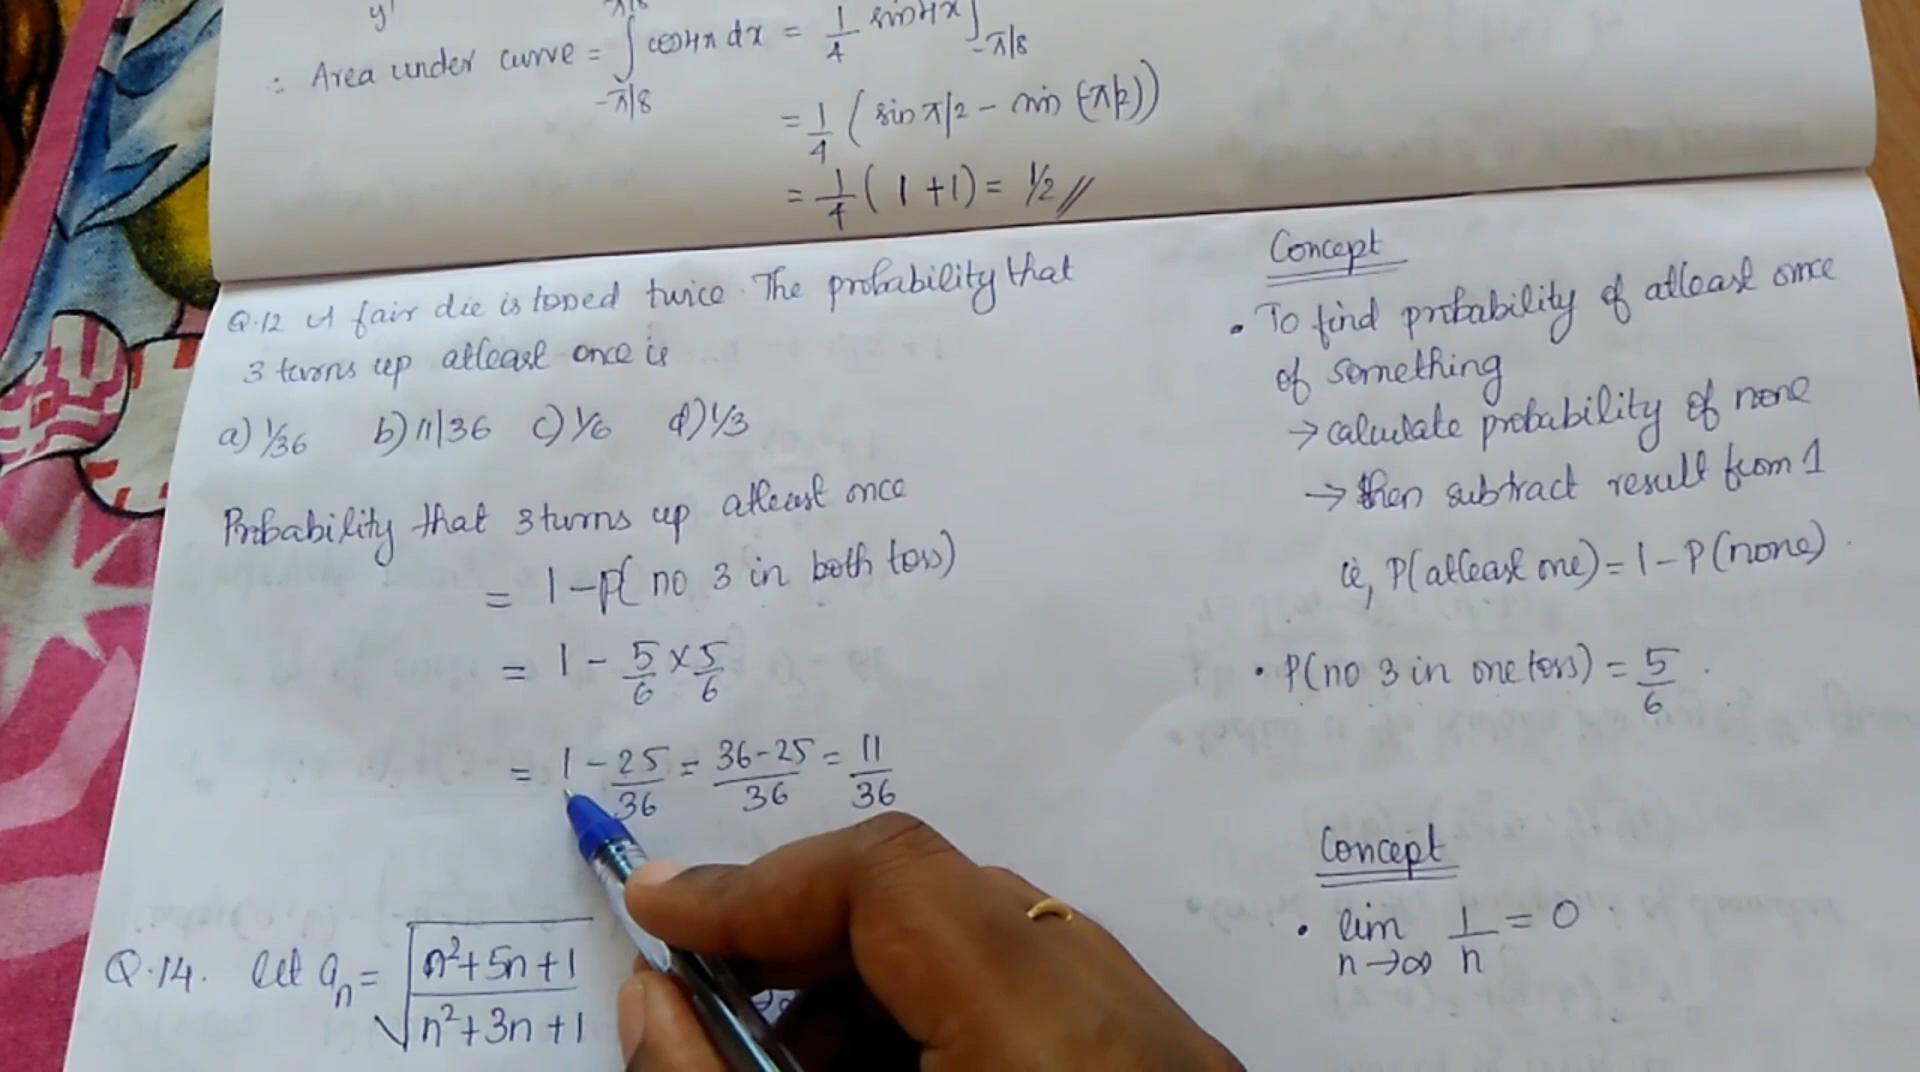 y'
∴ Area under curve = ∫ cos4x dx = 1/4 sin4x]
-π/8
-π/8
= 1/4 (sin π/2 - sin (-π/2))
= 1/4 (1+1) = 1/2 //
Q.12 A fair die is tossed twice. The probability that
3 turns up atleast once is
a) 1/36 b) 11/36 c) 1/6 d) 1/3
Probability that 3 turns up atleast once
= 1-P( no 3 in both toss)
= 1 - 5/6 × 5/6
= 1 - 25/36 = 36-25/36 = 11/36
Q.14. Let a_n = √(n²+5n+1 / n²+3n+1)
Concept
• To find probability of atleast once
of something
→ calculate probability of none
→ then subtract result from 1
ie, P(atleast one) = 1 - P(none).
• P(no 3 in one toss) = 5/6.
Concept
• lim n→∞ 1/n = 0.